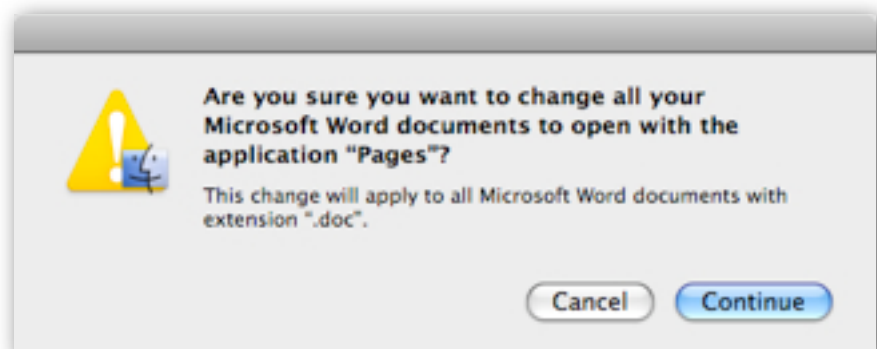 Are you sure you want to change all your
Microsoft Word documents to open with the
application “Pages”?
This change will apply to all Microsoft Word documents with
extension “.doc”.
Cancel Continue